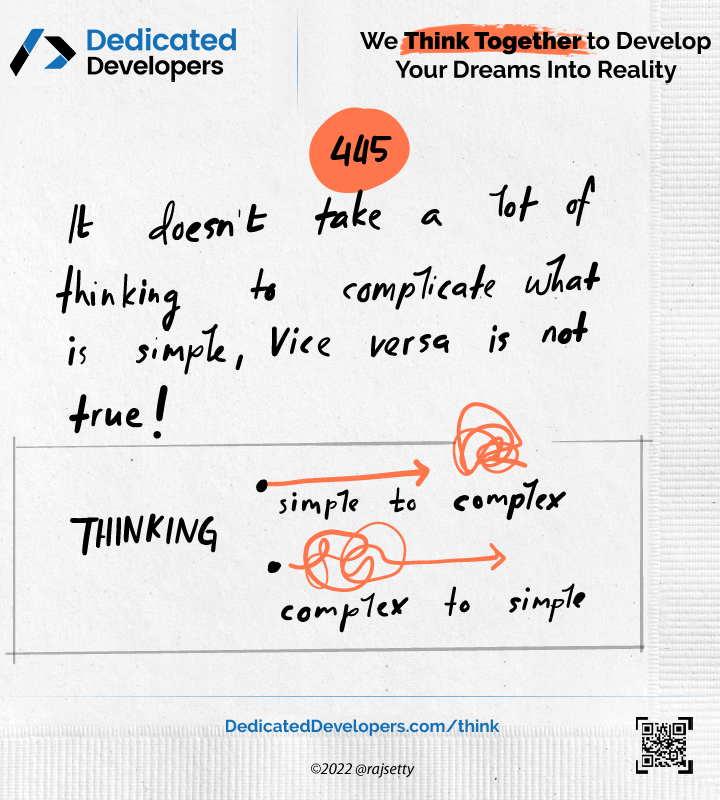 Dedicated
Developers
We Think Together to Develop
Your Dreams Into Reality
445
It doesn't take a lot of
thinking to complicate what
is simple, Vice versa is not
true!
THINKING
simple to complex
complex to simple
DedicatedDevelopers.com/think
©2022 @rajsetty